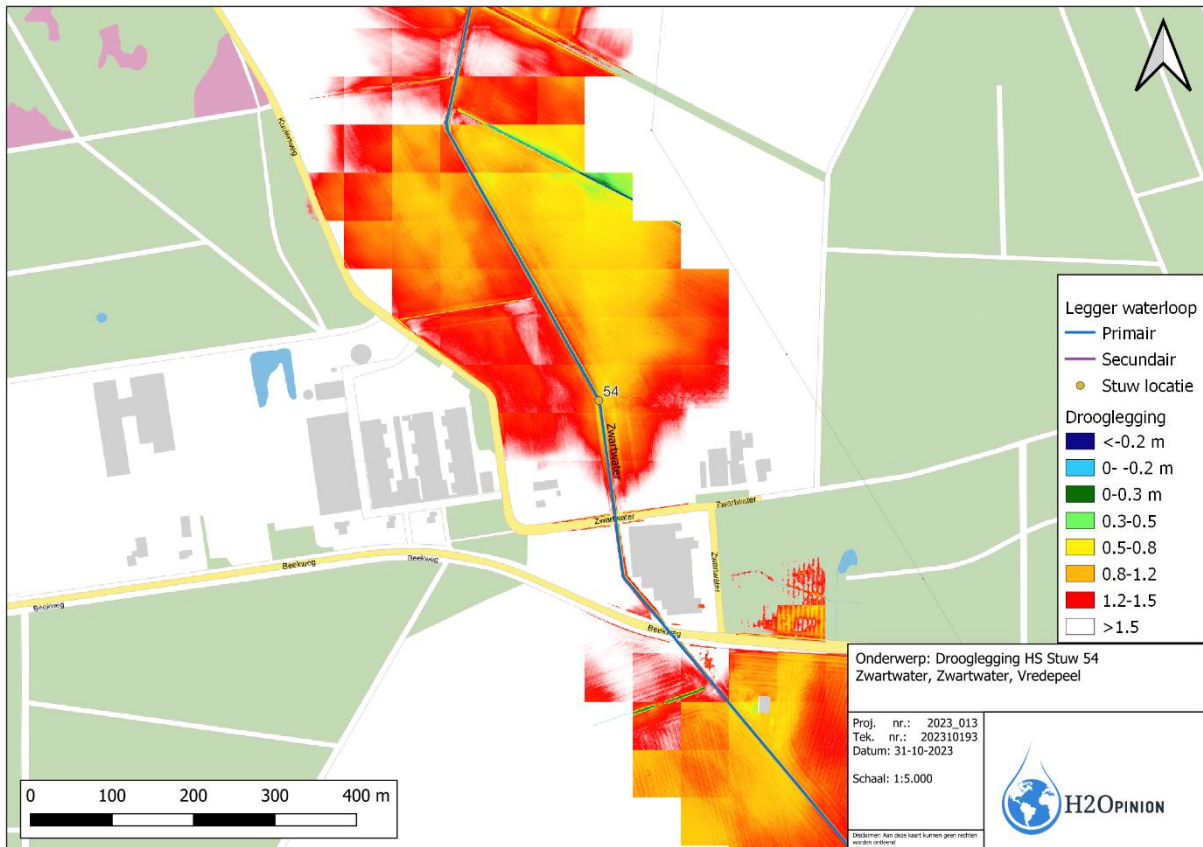 Kuulenweg
54
Zwartwater
Zwartwater
Zwartwater
Zwartwater
Beekweg
Beekweg
Beekweg
Beekweg
Legger waterloop
Primair
Secundair
Stuw locatie
Drooglegging
<-0.2 m
0- -0.2 m
0-0.3 m
0.3-0.5
0.5-0.8
0.8-1.2
1.2-1.5
>1.5
Onderwerp: Drooglegging HS Stuw 54
Zwartwater, Zwartwater, Vredepeel
Proj. nr.: 2023_013
Tek. nr.: 202310193
Datum: 31-10-2023
Schaal: 1:5.000
Disclaimer: Aan deze kaart kunnen geen rechten
worden ontleend
H2Opinion
0 100 200 300 400 m